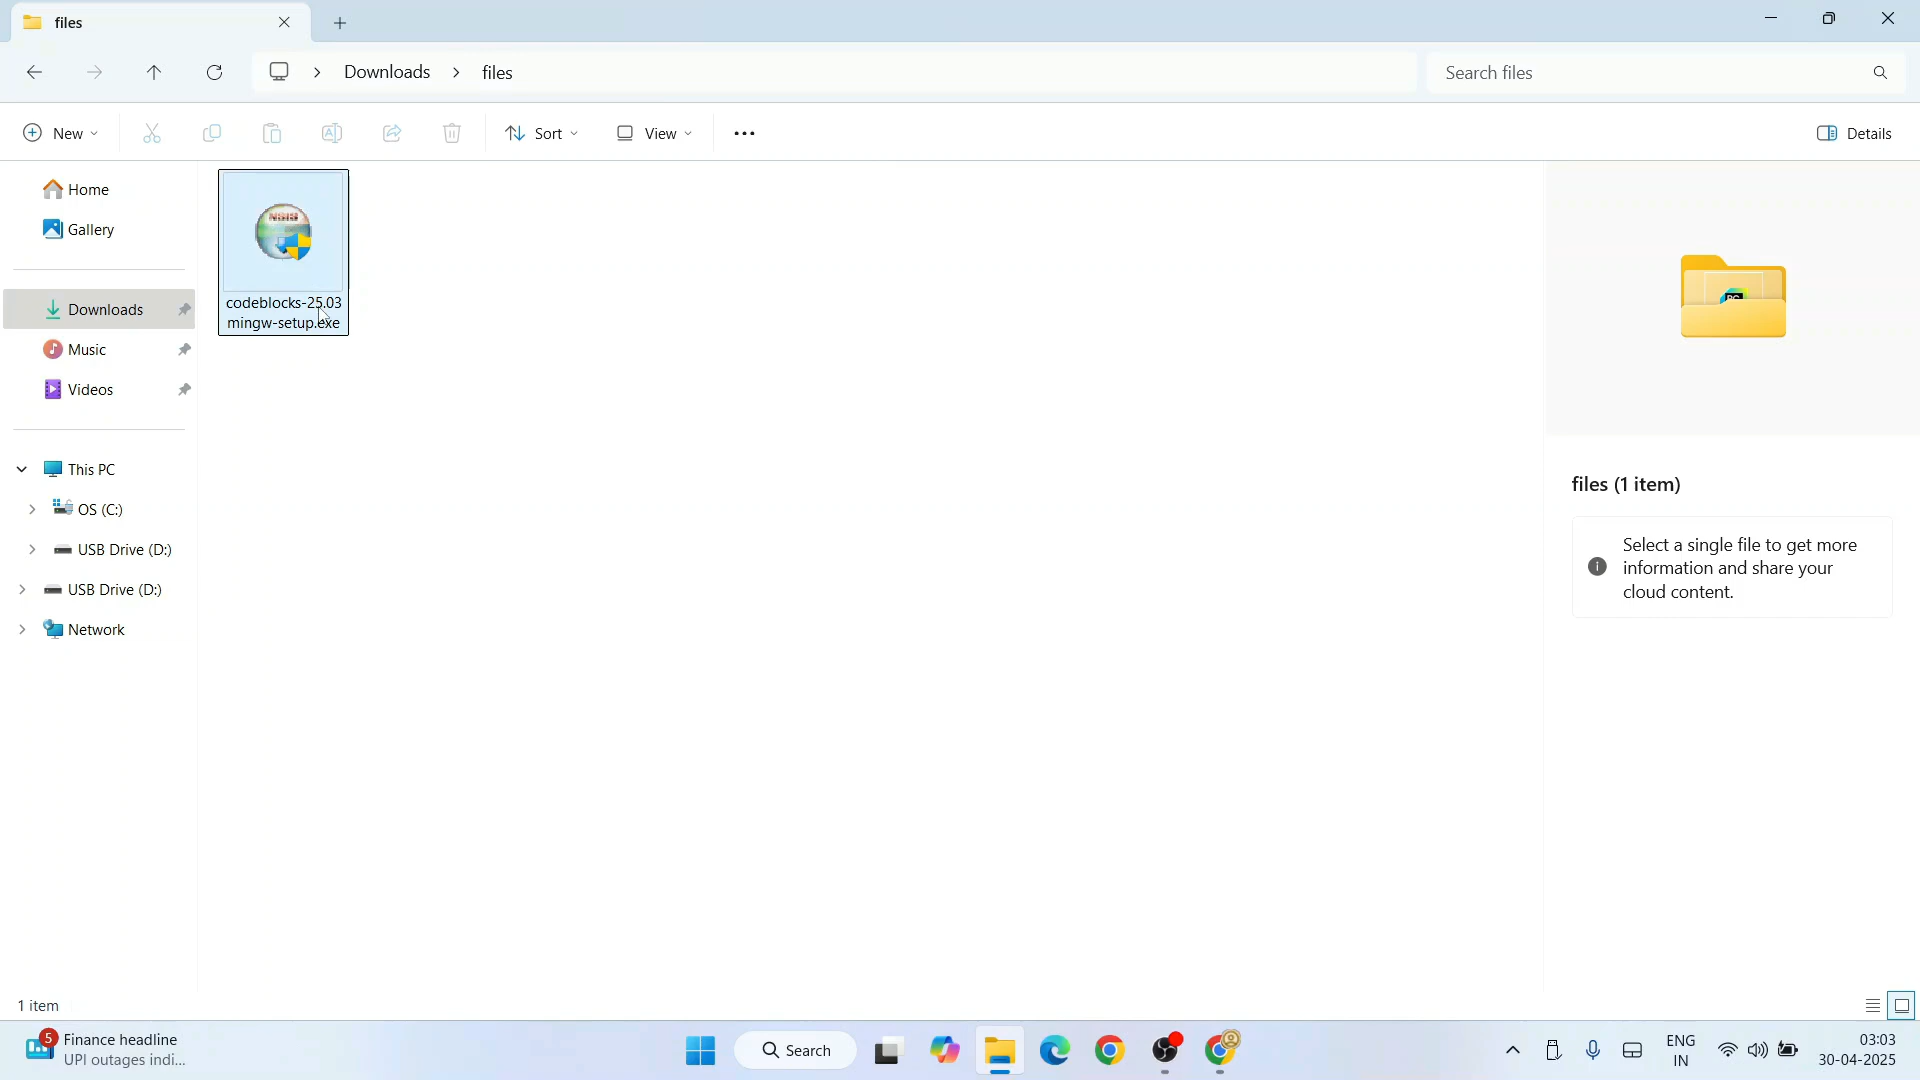 files
Downloads
files
Search files
New
Sort
View
Details
Home
Gallery
Downloads
Music
Videos
This PC
OS (C:)
USB Drive (D:)
USB Drive (D:)
Network
NSIS
codeblocks-25.03
mingw-setup.exe
PC
files (1 item)
Select a single file to get more
information and share your
cloud content.
1 item
5
Finance headline
UPI outages indi...
Search
ENG
IN
03:03
30-04-2025